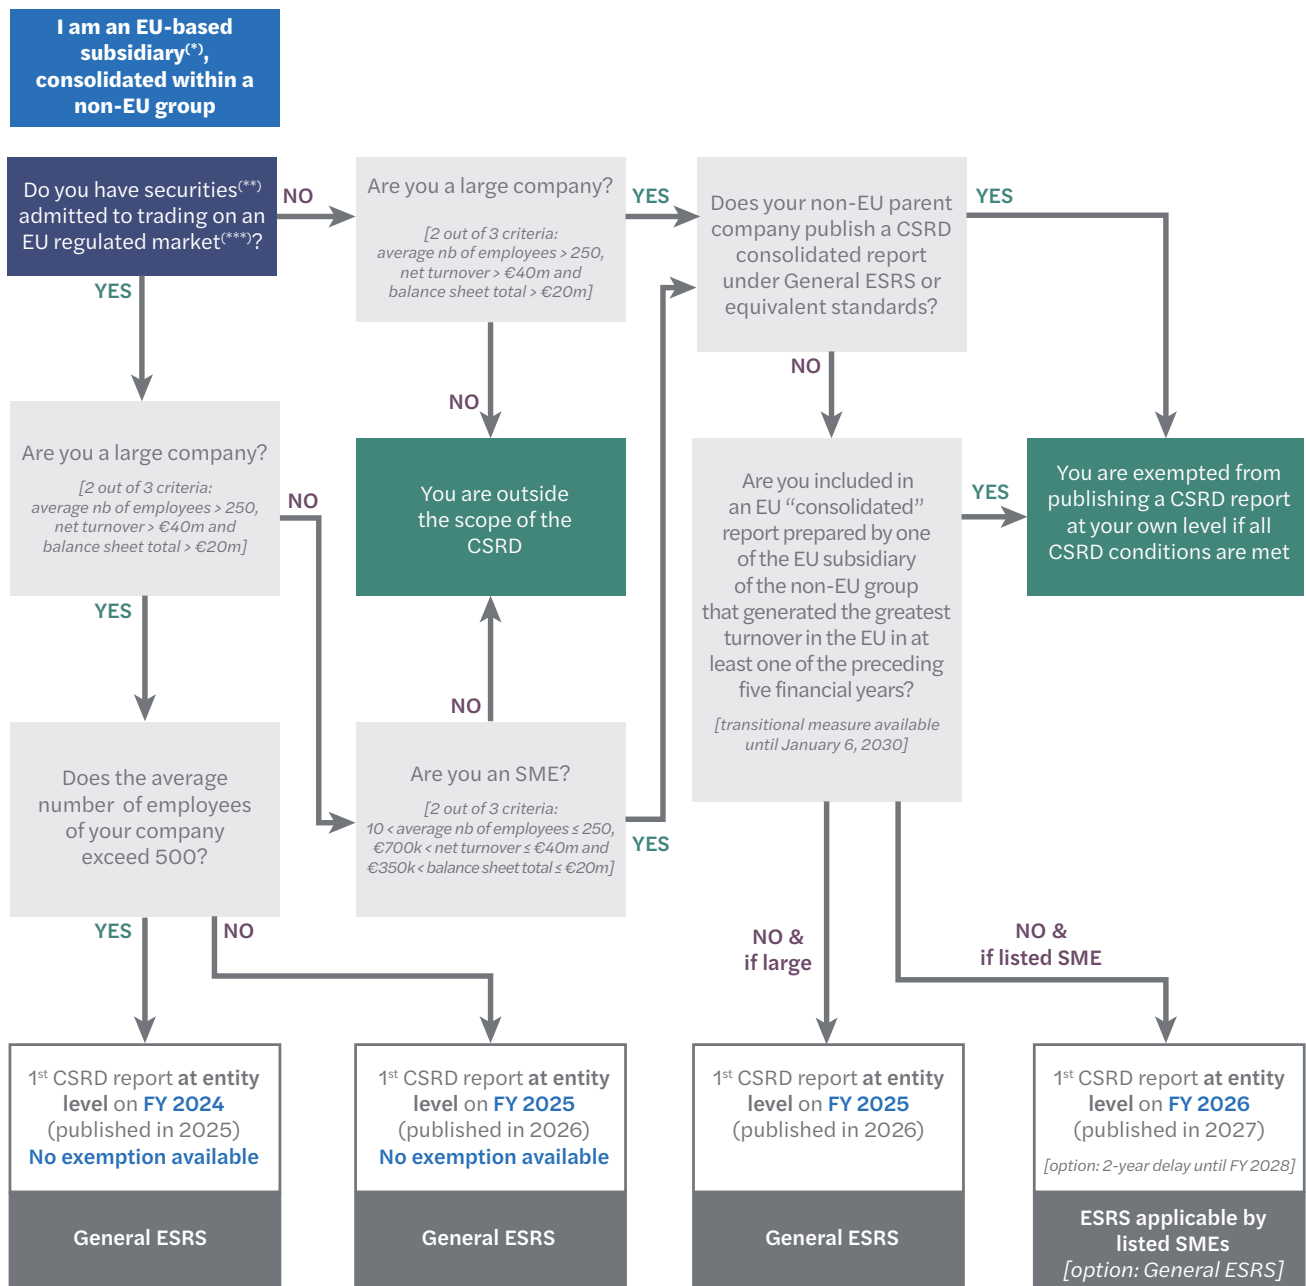 I am an EU-based
subsidiary(*),
consolidated within a
non-EU group
Do you have securities(**)
admitted to trading on an
EU regulated market(***)?
NO
Are you a large company?
[2 out of 3 criteria:
average nb of employees > 250,
net turnover > €40m and
balance sheet total > €20m]
YES
Does your non-EU parent
company publish a CSRD
consolidated report
under General ESRS or
equivalent standards?
YES
YES
NO
NO
Are you a large company?
[2 out of 3 criteria:
average nb of employees > 250,
net turnover > €40m and
balance sheet total > €20m]
NO
You are outside
the scope of the
CSRD
Are you included in
an EU “consolidated”
report prepared by one
of the EU subsidiary
of the non-EU group
that generated the greatest
turnover in the EU in at
least one of the preceding
five financial years?
[transitional measure available
until January 6, 2030]
YES
You are exempted from
publishing a CSRD report
at your own level if all
CSRD conditions are met
YES
NO
Does the average
number of employees
of your company
exceed 500?
Are you an SME?
[2 out of 3 criteria:
10 < average nb of employees ≤ 250,
€700k < net turnover ≤ €40m and
€350k < balance sheet total ≤ €20m]
YES
YES
NO
NO &
if large
NO &
if listed SME
1st CSRD report at entity
level on FY 2024
(published in 2025)
No exemption available
General ESRS
1st CSRD report at entity
level on FY 2025
(published in 2026)
No exemption available
General ESRS
1st CSRD report at entity
level on FY 2025
(published in 2026)
General ESRS
1st CSRD report at entity
level on FY 2026
(published in 2027)
[option: 2-year delay until FY 2028]
ESRS applicable by
listed SMEs
[option: General ESRS]